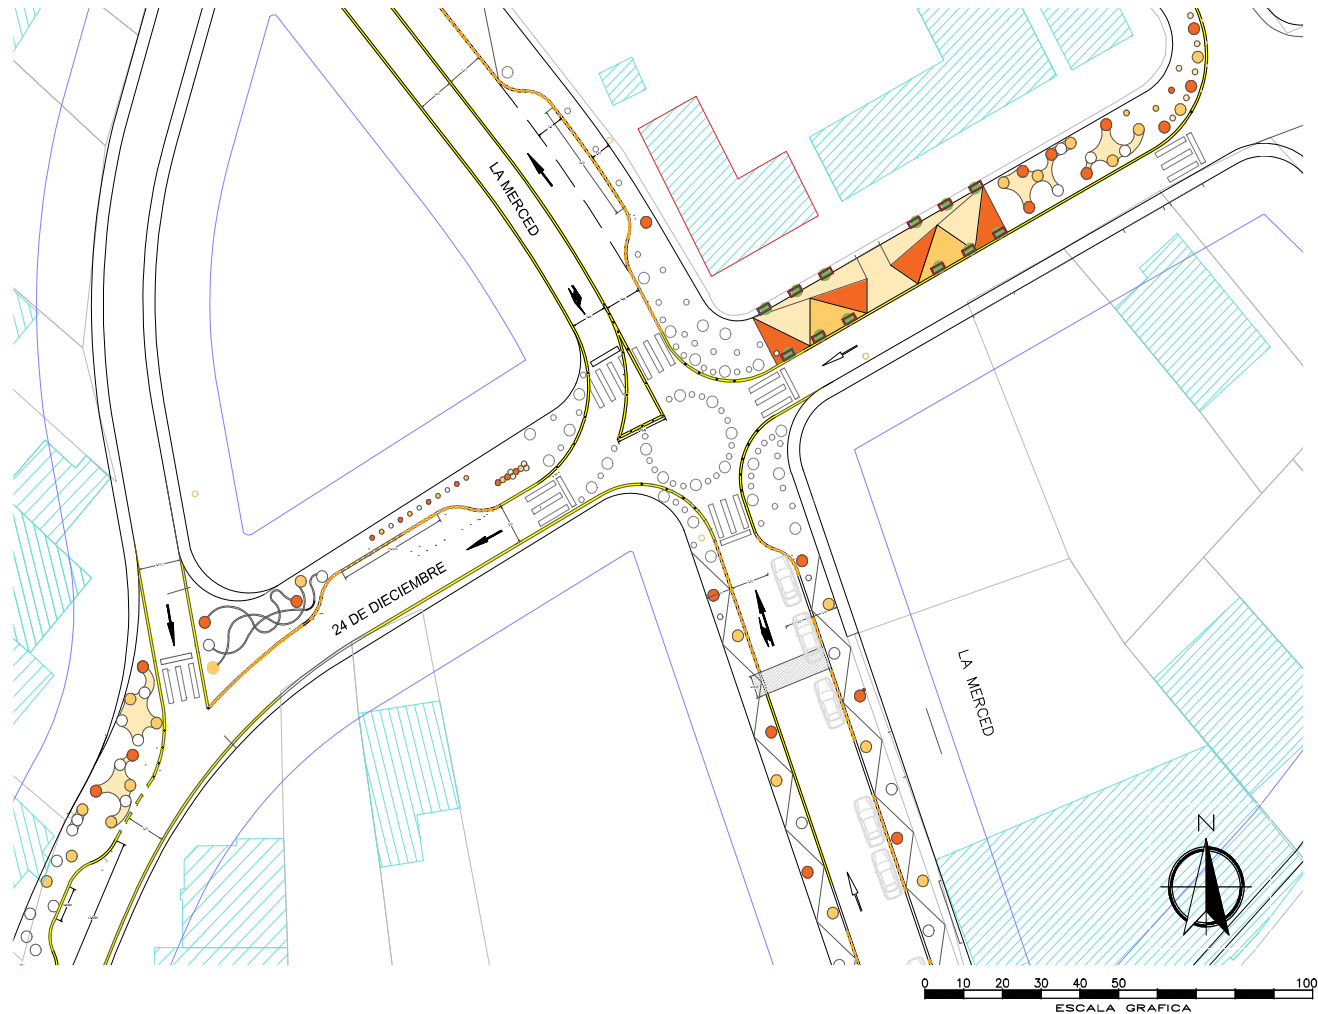 LA MERCED
24 DE DIECIEMBRE
LA MERCED
N
0 10 20 30 40 50 100
ESCALA GRAFICA